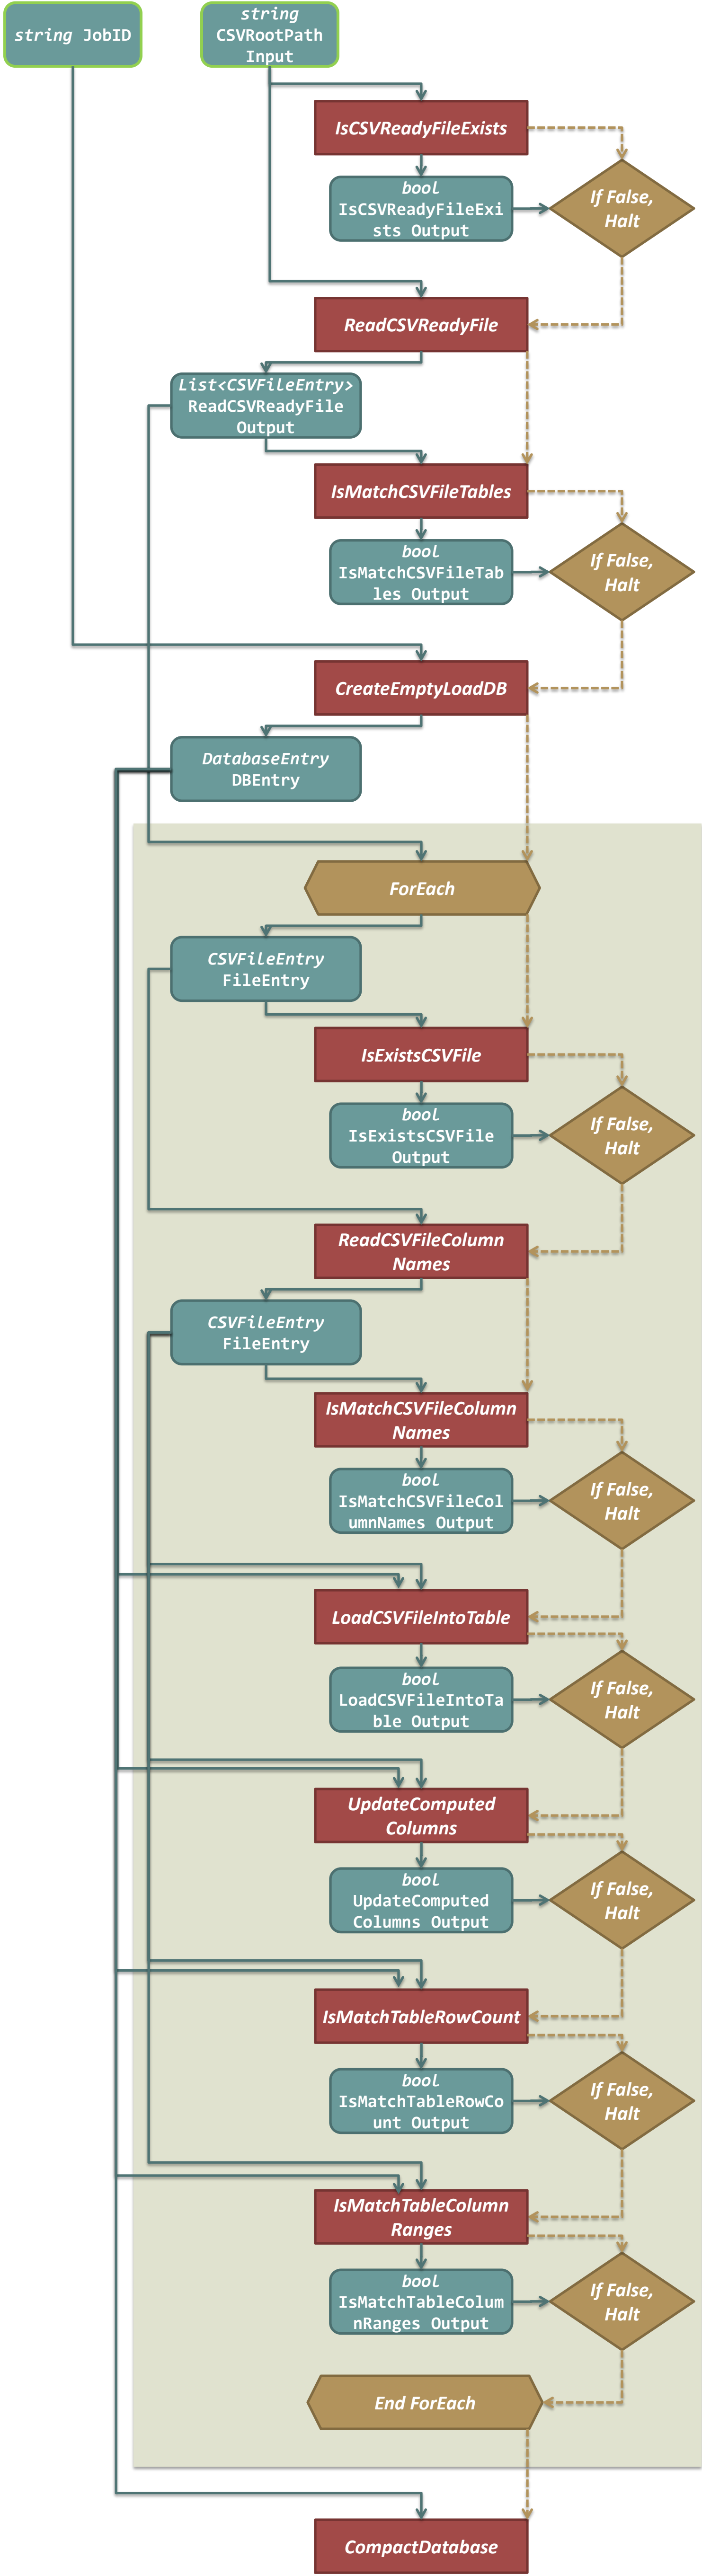 string JobID
string
CSVRootPath
Input
IsCSVReadyFileExists
bool
IsCSVReadyFileExi
sts Output
If False,
Halt
ReadCSVReadyFile
List<CSVFileEntry>
ReadCSVReadyFile
Output
IsMatchCSVFileTables
bool
IsMatchCSVFileTab
les Output
If False,
Halt
CreateEmptyLoadDB
DatabaseEntry
DBEntry
ForEach
CSVFileEntry
FileEntry
IsExistsCSVFile
bool
IsExistsCSVFile
Output
If False,
Halt
ReadCSVFileColumn
Names
CSVFileEntry
FileEntry
IsMatchCSVFileColumn
Names
bool
IsMatchCSVFileCol
umnNames Output
If False,
Halt
LoadCSVFileIntoTable
bool
LoadCSVFileIntoTa
ble Output
If False,
Halt
UpdateComputed
Columns
bool
UpdateComputed
Columns Output
If False,
Halt
IsMatchTableRowCount
bool
IsMatchTableRowCo
unt Output
If False,
Halt
IsMatchTableColumn
Ranges
bool
IsMatchTableColum
nRanges Output
If False,
Halt
End ForEach
CompactDatabase